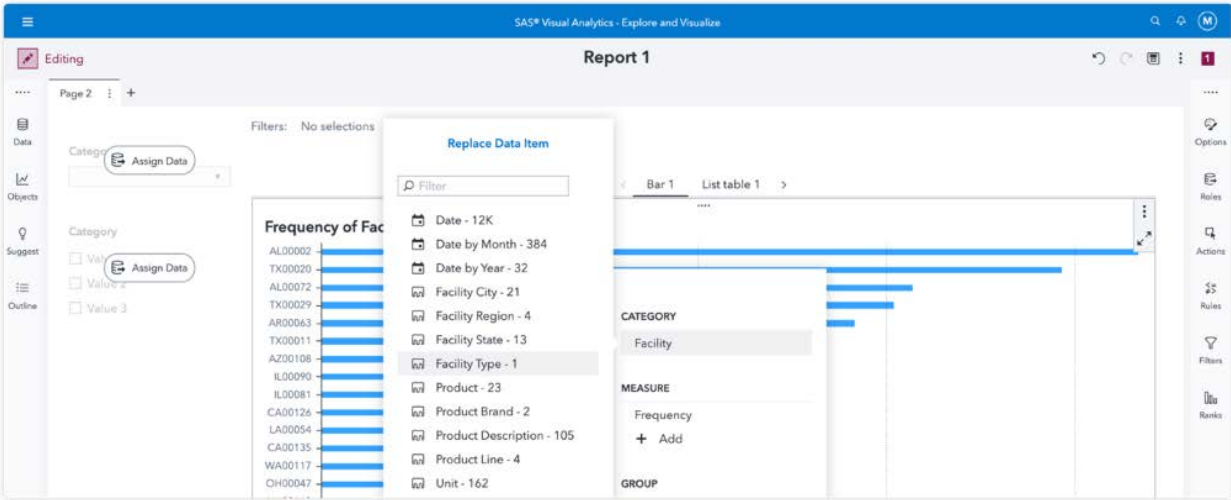 SAS® Visual Analytics - Explore and Visualize
M
Editing
Report 1
1
Page 2
Data
Objects
Suggest
Outline
Assign Data
Category
Assign Data
Value 2
Value 3
Filters: No selections
Bar 1
List table 1
Frequency of Fac
AL00002
TX00020
AL00072
TX00029
AR00063
TX00011
AZ00108
IL00090
IL00081
CA00126
LA00054
CA00135
WA00117
OH00047
Replace Data Item
Filter
Date - 12K
Date by Month - 384
Date by Year - 32
Facility City - 21
Facility Region - 4
Facility State - 13
Facility Type - 1
Product - 23
Product Brand - 2
Product Description - 105
Product Line - 4
Unit - 162
CATEGORY
Facility
MEASURE
Frequency
+ Add
GROUP
Options
Roles
Actions
Rules
Filters
Ranks